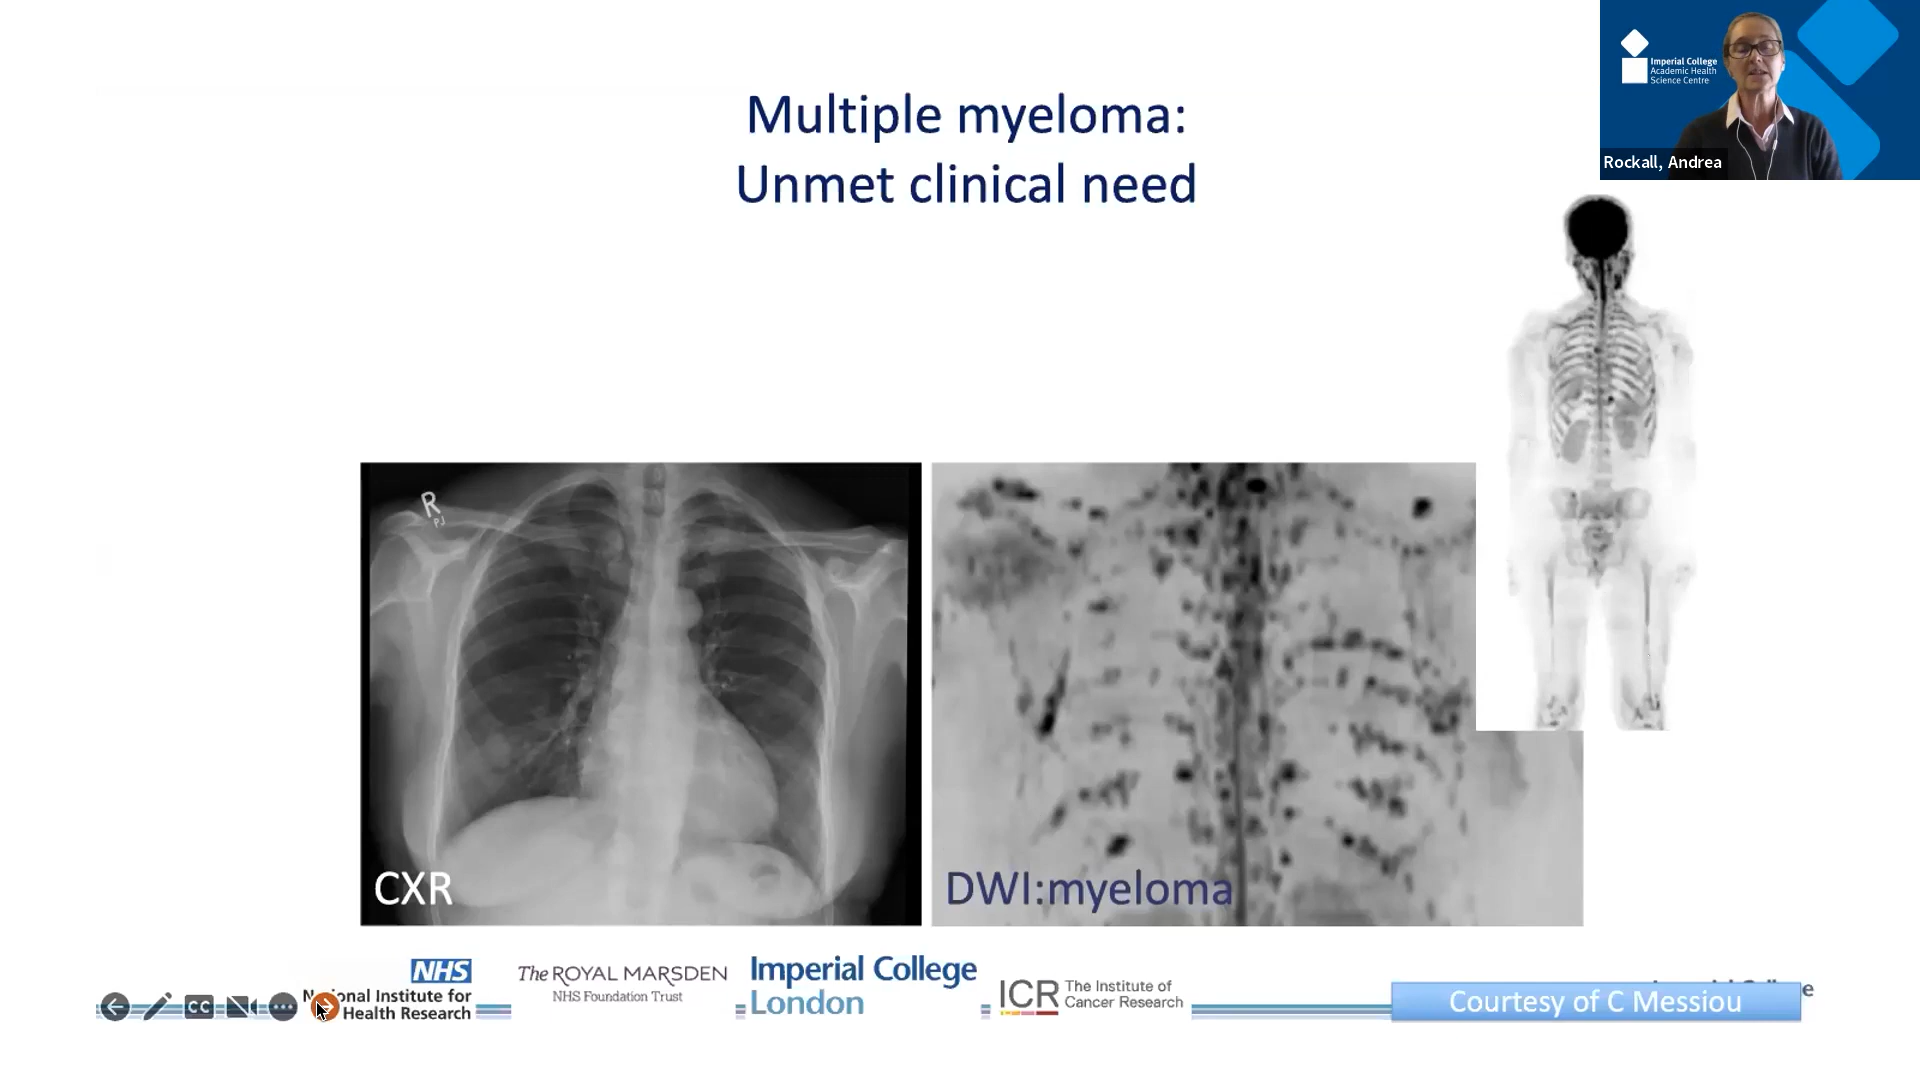 Multiple myeloma:
Unmet clinical need
Imperial College
Academic Health
Science Centre
Rockall, Andrea
R
PJ
CXR
DWI:myeloma
NHS
National Institute for
Health Research
The ROYAL MARSDEN
NHS Foundation Trust
Imperial College
London
ICR
The Institute of
Cancer Research
CC
Courtesy of C Messiou